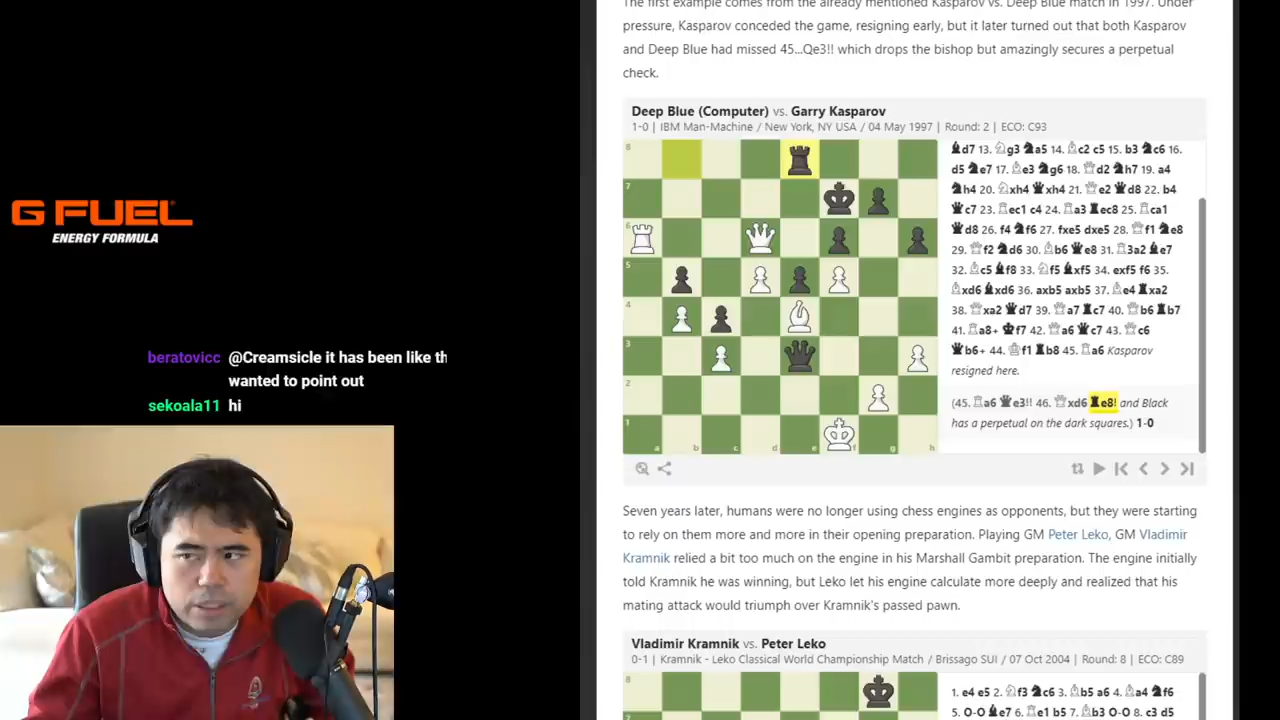 The first example comes from the already mentioned Kasparov vs. Deep Blue match in 1997. Under
pressure, Kasparov conceded the game, resigning early, but it later turned out that both Kasparov
and Deep Blue had missed 45...Qe3!! which drops the bishop but amazingly secures a perpetual
check.
Deep Blue (Computer) vs. Garry Kasparov
1-0 | IBM Man-Machine / New York, NY USA / 04 May 1997 | Round: 2 | ECO: C93
8
7
6
5
4
3
2
1
a b c d e f g h
♝d7 13. ♘g3 ♞a5 14. ♗c2 c5 15. b3 ♞c6 16.
d5 ♞e7 17. ♗e3 ♞g6 18. ♕d2 ♞h7 19. a4
♞h4 20. ♘xh4 ♛xh4 21. ♕e2 ♛d8 22. b4
♛c7 23. ♖ec1 c4 24. ♖a3 ♜ec8 25. ♖ca1
♛d8 26. f4 ♞f6 27. fxe5 dxe5 28. ♕f1 ♞e8
29. ♕f2 ♞d6 30. ♗b6 ♛e8 31. ♖3a2 ♝e7
32. ♗c5 ♝f8 33. ♘f5 ♝xf5 34. exf5 f6 35.
♗xd6 ♝xd6 36. axb5 axb5 37. ♗e4 ♜xa2
38. ♕xa2 ♛d7 39. ♕a7 ♜c7 40. ♕b6 ♜b7
41. ♖a8+ ♚f7 42. ♕a6 ♛c7 43. ♕c6
♛b6+ 44. ♔f1 ♜b8 45. ♖a6 Kasparov
resigned here.
(45. ♖a6 ♛e3!! 46. ♕xd6 ♜e8! and Black
has a perpetual on the dark squares.) 1-0
G FUEL
ENERGY FORMULA
beratovicc @Creamsicle it has been like th
wanted to point out
sekoala11 hi
Seven years later, humans were no longer using chess engines as opponents, but they were starting
to rely on them more and more in their opening preparation. Playing GM Peter Leko, GM Vladimir
Kramnik relied a bit too much on the engine in his Marshall Gambit preparation. The engine initially
told Kramnik he was winning, but Leko let his engine calculate more deeply and realized that his
mating attack would triumph over Kramnik's passed pawn.
Vladimir Kramnik vs. Peter Leko
0-1 | Kramnik - Leko Classical World Championship Match / Brissago SUI / 07 Oct 2004 | Round: 8 | ECO: C89
8
1. e4 e5 2. ♘f3 ♞c6 3. ♗b5 a6 4. ♗a4 ♞f6
5. O-O ♝e7 6. ♖e1 b5 7. ♗b3 O-O 8. c3 d5